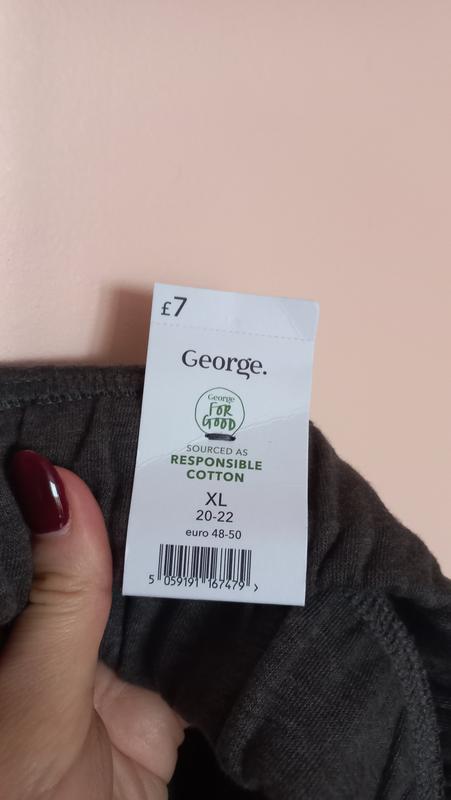 £7
George.
George
FOR
GOOD
SOURCED AS
RESPONSIBLE
COTTON
XL
20-22
euro 48-50
5 059191 167479 >